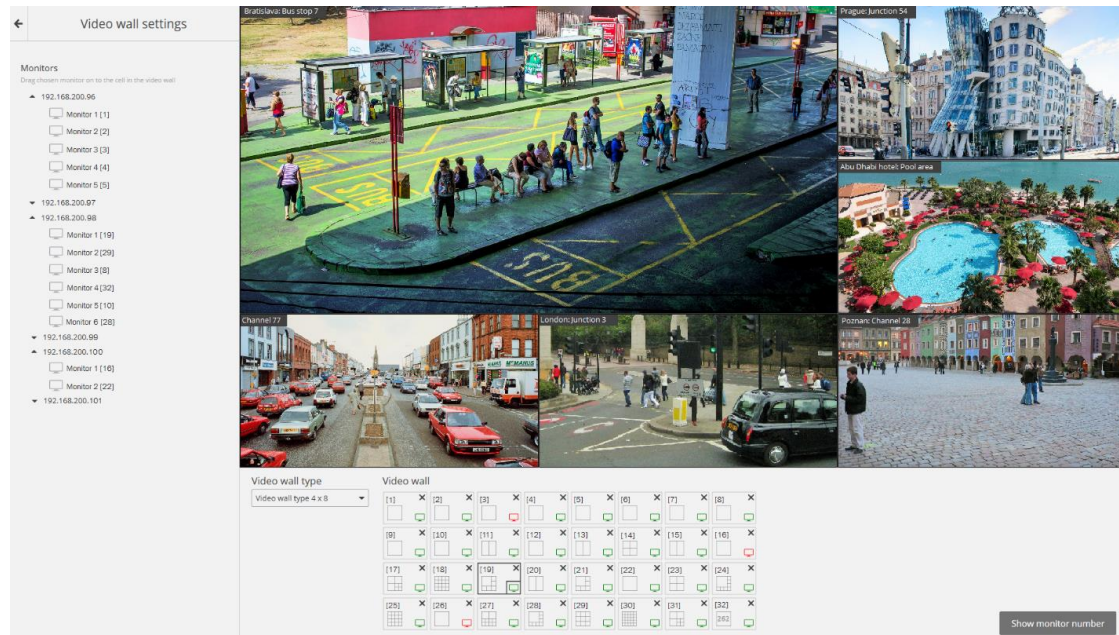 Video wall settings
Monitors
Drag chosen monitor on to the cell in the video wall
192.168.200.96
Monitor 1 [1]
Monitor 2 [2]
Monitor 3 [3]
Monitor 4 [4]
Monitor 5 [5]
192.168.200.97
192.168.200.98
Monitor 1 [19]
Monitor 2 [29]
Monitor 3 [8]
Monitor 4 [32]
Monitor 5 [10]
Monitor 6 [28]
192.168.200.99
192.168.200.100
Monitor 1 [16]
Monitor 2 [22]
192.168.200.101
Bratislava: Bus stop 7
BUS
BUS
Prague: Junction 54
Abu Dhabi hotel: Pool area
Channel 77
McMANUS
London: Junction 3
Poznan: Channel 28
Video wall type
Video wall type 4 x 8
Video wall
[1] [2] [3] [4] [5] [6] [7] [8]
[9] [10] [11] [12] [13] [14] [15] [16]
[17] [18] [19] [20] [21] [22] [23] [24]
[25] [26] [27] [28] [29] [30] [31] [32]
282
Show monitor number